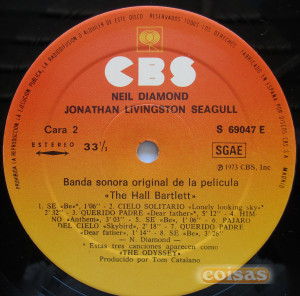 RESERVADOS TODOS LOS DERECHOS
CBS
NEIL DIAMOND
JONATHAN LIVINGSTON SEAGULL
Cara 2
S 69047 E
ESTEREO 33⅓
SGAE
℗ 1973 CBS, Inc
Banda sonora original de la película
«The Hall Bartlett»
1. SE «Be», 1'06" - 2. CIELO SOLITARIO «Lonely looking sky»
2' 32" - 3. QUERIDO PADRE «Dear father»* 5' 12" - 4. HIM-
NO «Anthem», 3' 03" - 5. SE «Be», 1' 06" - 6. PAJARO
DEL CIELO «Skybird», 2' 18" - 7. QUERIDO PADRE
«Dear father»* 1' 14" - 8. SE «Be»
- N. Diamond -
* Estas tres canciones aparecen como
«THE ODYSSEY»
Producido por Tom Catalano
coisas